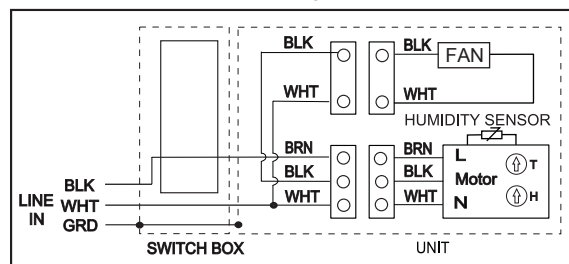 BLK BLK FAN
WHT WHT
HUMIDITY SENSOR
BRN BRN L T
BLK BLK Motor
WHT WHT N H
LINE IN
BLK
WHT
GRD
SWITCH BOX UNIT